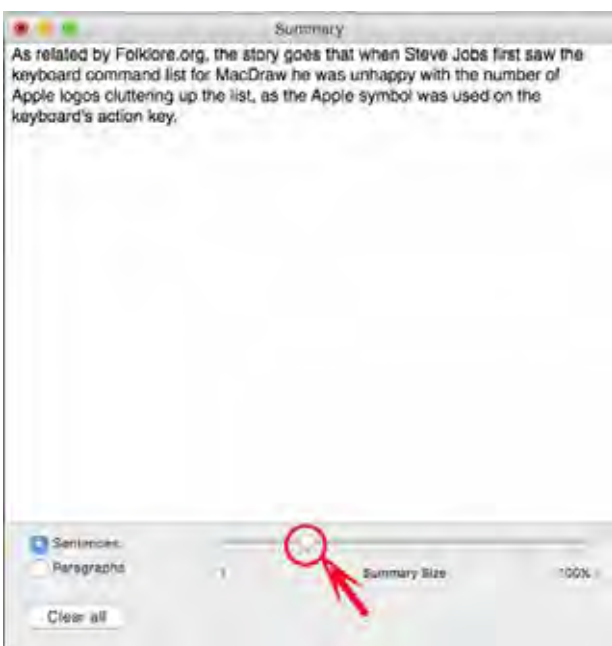 Summary
As related by Folklore.org, the story goes that when Steve Jobs first saw the
keyboard command list for MacDraw he was unhappy with the number of
Apple logos cluttering up the list, as the Apple symbol was used on the
keyboard's action key.
Sentences
Paragraphs
1 Summary Size 100%
Clear all